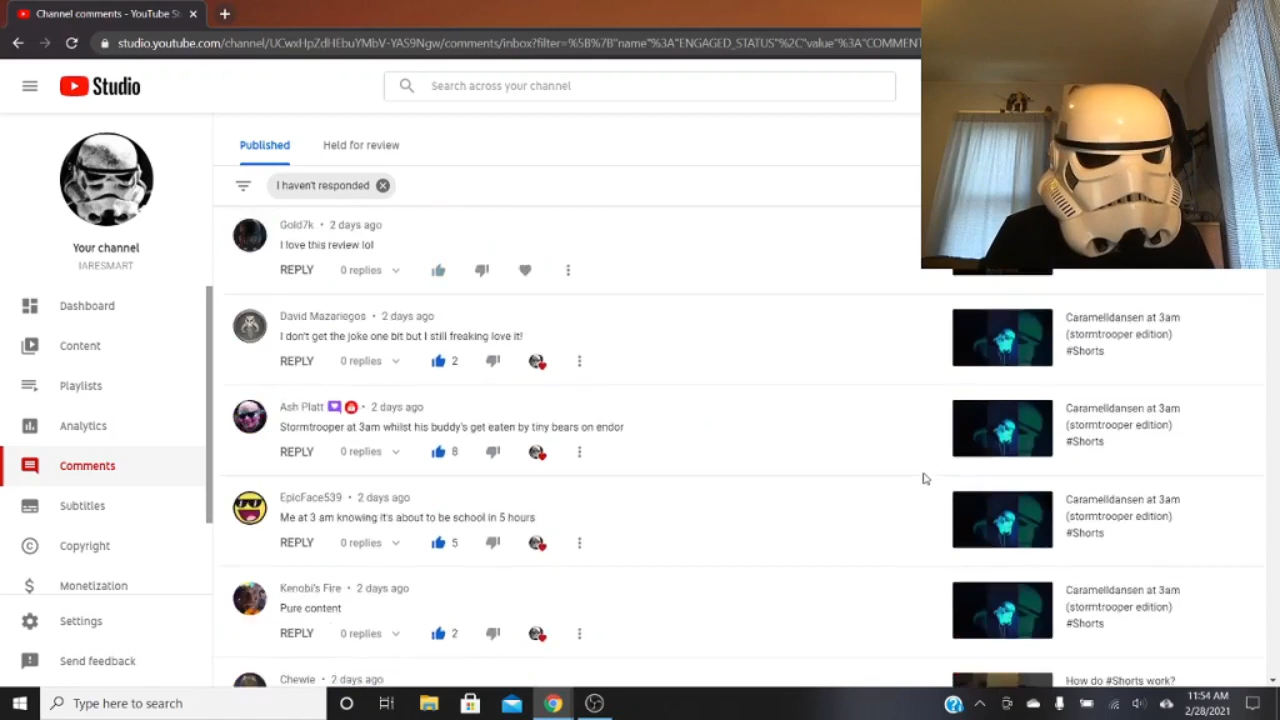 Channel comments - YouTube St
studio.youtube.com/channel/UCwxHpZdHEbuYMbV-YAS9Ngw/comments/inbox?filter=%5B%7B"name"%3A"ENGAGED_STATUS"%2C"value"%3A"COMMENT
Studio
Search across your channel
Published
Held for review
I haven't responded
Your channel
IARESMART
Dashboard
Content
Playlists
Analytics
Comments
Subtitles
Copyright
Monetization
Settings
Send feedback
Gold7k • 2 days ago
I love this review lol
REPLY 0 replies
David Mazariegos • 2 days ago
I don't get the joke one bit but I still freaking love it!
REPLY 0 replies 2
Caramelldansen at 3am
(stormtrooper edition)
#Shorts
Ash Platt • 2 days ago
Stormtrooper at 3am whilst his buddy's get eaten by tiny bears on endor
REPLY 0 replies 8
Caramelldansen at 3am
(stormtrooper edition)
#Shorts
EpicFace539 • 2 days ago
Me at 3 am knowing it's about to be school in 5 hours
REPLY 0 replies 5
Caramelldansen at 3am
(stormtrooper edition)
#Shorts
Kenobi's Fire • 2 days ago
Pure content
REPLY 0 replies 2
Caramelldansen at 3am
(stormtrooper edition)
#Shorts
Chewie • 2 days ago
How do #Shorts work?
Type here to search
11:54 AM
2/28/2021